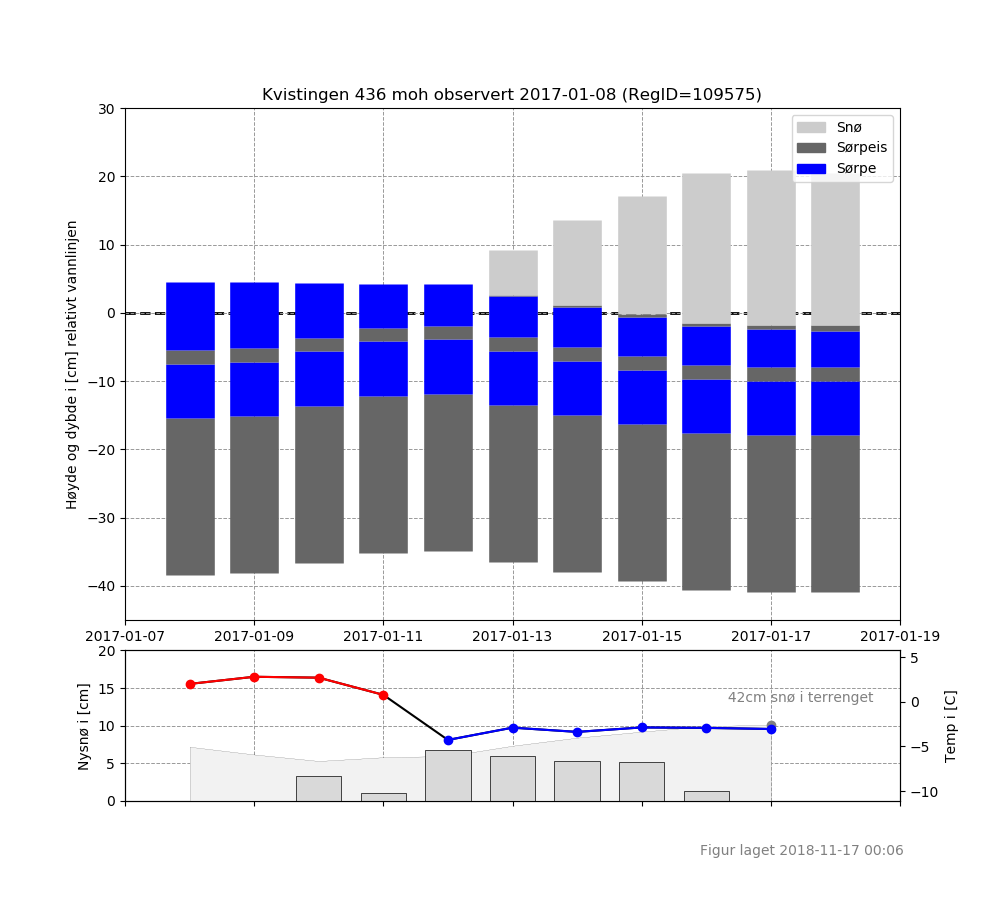 Kvistingen 436 moh observert 2017-01-08 (RegID=109575)
Snø
Sørpeis
Sørpe
Høyde og dybde i [cm] relativt vannlinjen
30
20
10
0
−10
−20
−30
−40
2017-01-07 2017-01-09 2017-01-11 2017-01-13 2017-01-15 2017-01-17 2017-01-19
Nysnø i [cm]
20
15
10
5
0
42cm snø i terrenget
5
0
−5
−10
Temp i [C]
Figur laget 2018-11-17 00:06